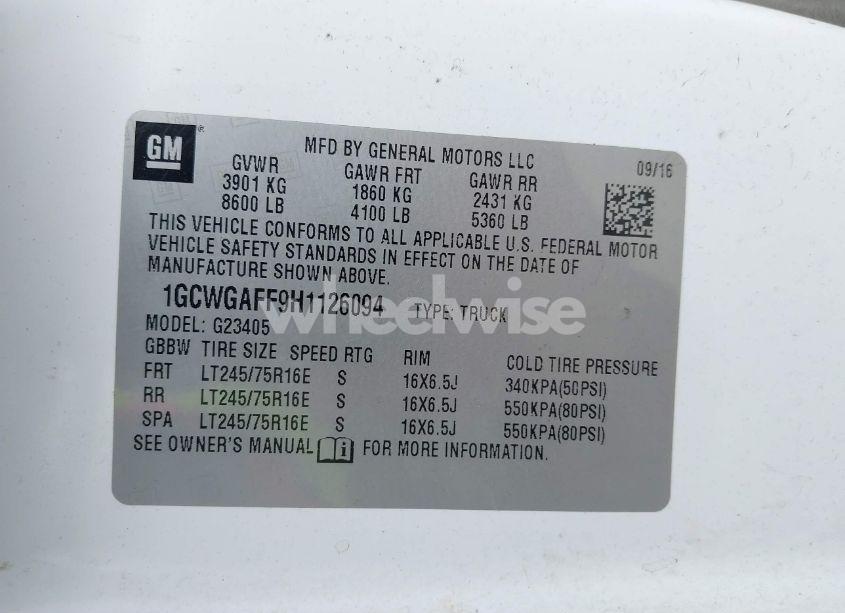 GM
MFD BY GENERAL MOTORS LLC
09/16
GVWR GAWR FRT GAWR RR
3901 KG 1860 KG 2431 KG
8600 LB 4100 LB 5360 LB
THIS VEHICLE CONFORMS TO ALL APPLICABLE U.S. FEDERAL MOTOR
VEHICLE SAFETY STANDARDS IN EFFECT ON THE DATE OF
MANUFACTURE SHOWN ABOVE.
1GCWGAFF9H1126094 TYPE: TRUCK
wheelwise
MODEL: G23405
GBBW TIRE SIZE SPEED RTG RIM COLD TIRE PRESSURE
FRT LT245/75R16E S 16X6.5J 340KPA(50PSI)
RR LT245/75R16E S 16X6.5J 550KPA(80PSI)
SPA LT245/75R16E S 16X6.5J 550KPA(80PSI)
SEE OWNER'S MANUAL i FOR MORE INFORMATION.